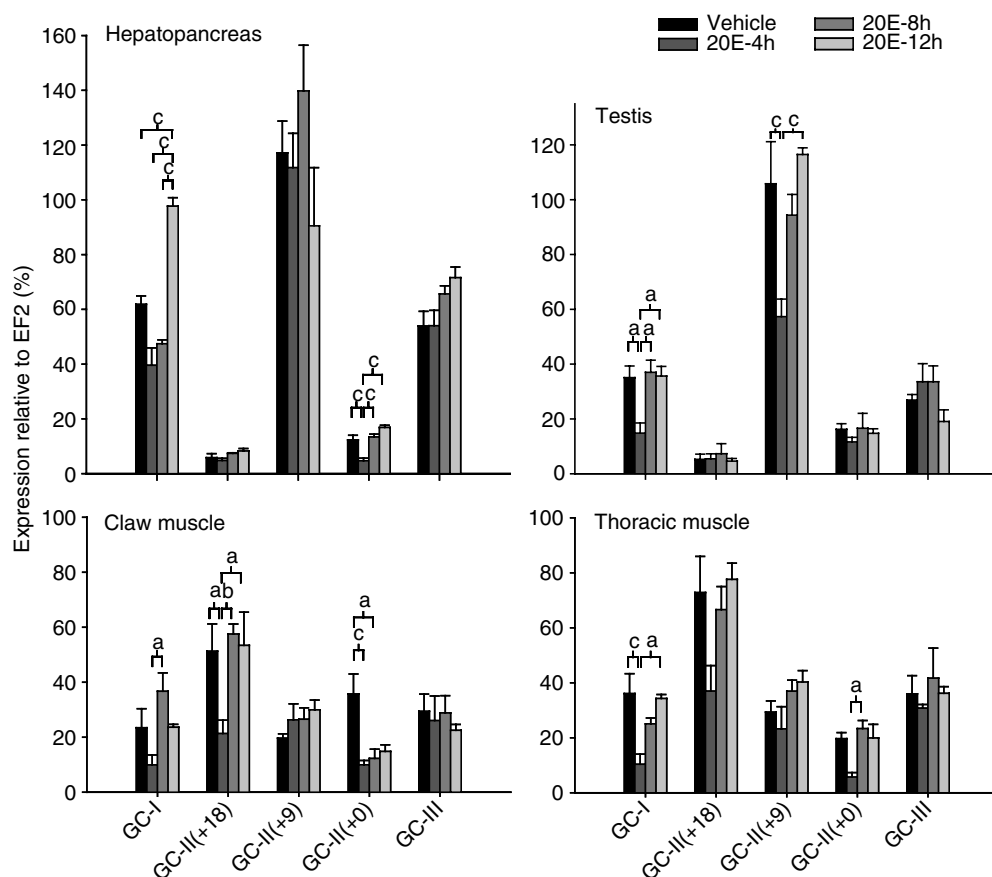 Vehicle
20E-4h
20E-8h
20E-12h
Expression relative to EF2 (%)
Hepatopancreas
160
140
120
100
80
60
40
20
0
c
c
c
c
c c
Testis
120
100
80
60
40
20
0
a
a a
c c
Claw muscle
100
80
60
40
20
0
a
a
a b
a
c
GC-I
GC-II(+18)
GC-II(+9)
GC-II(+0)
GC-III
Thoracic muscle
100
80
60
40
20
0
c a
a
GC-I
GC-II(+18)
GC-II(+9)
GC-II(+0)
GC-III